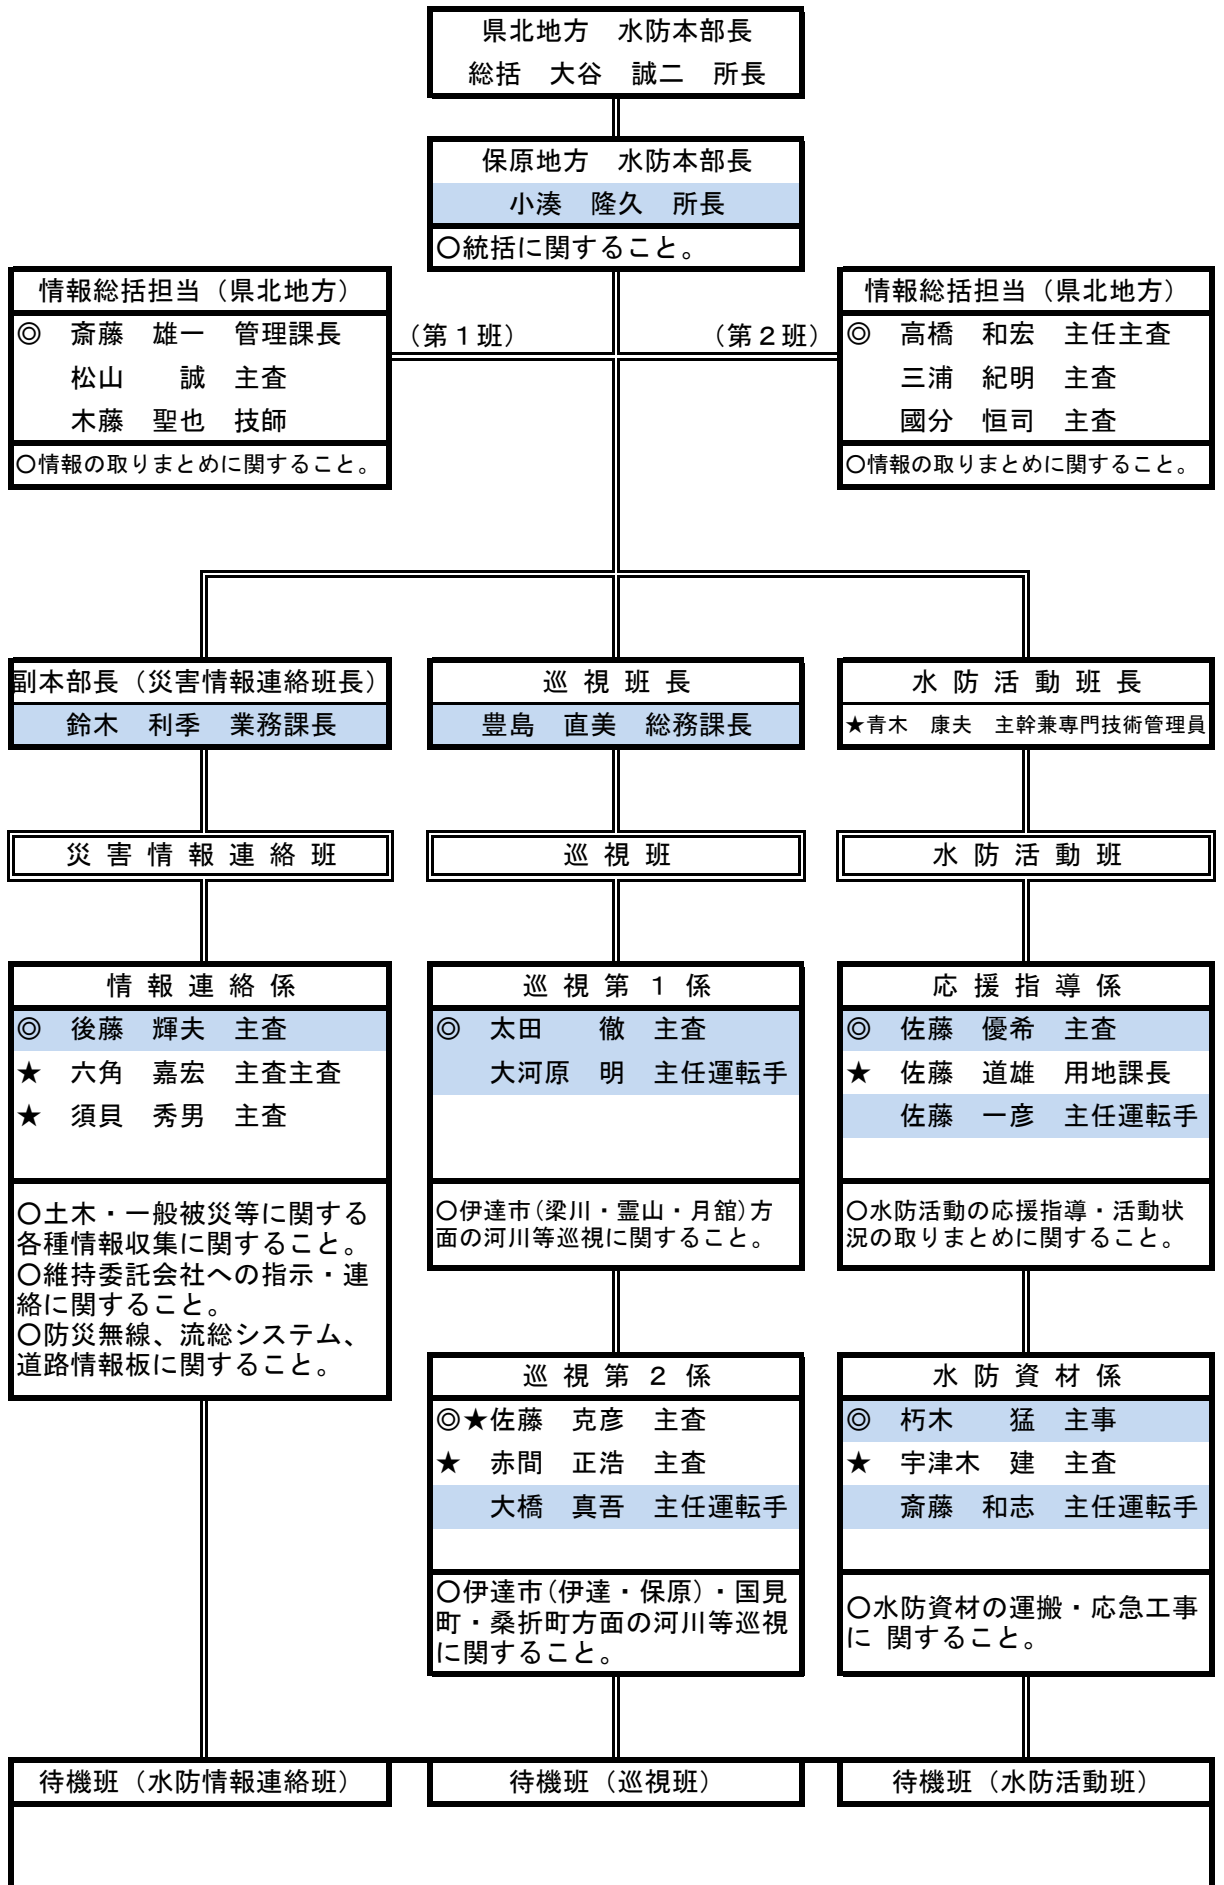 県北地方　水防本部長
総括　大谷　誠二　所長
保原地方　水防本部長
小湊　隆久　所長
〇統括に関すること。
情報総括担当（県北地方）
◎　斎藤　雄一　管理課長
松山　　誠　主査
木藤　聖也　技師
〇情報の取りまとめに関すること。
（第１班）
（第２班）
情報総括担当（県北地方）
◎　高橋　和宏　主任主査
三浦　紀明　主査
國分　恒司　主査
〇情報の取りまとめに関すること。
副本部長（災害情報連絡班長）
鈴木　利季　業務課長
巡視班長
豊島　直美　総務課長
水防活動班長
★青木　康夫　主幹兼専門技術管理員
災害情報連絡班
巡視班
水防活動班
情報連絡係
◎　後藤　輝夫　主査
★　六角　嘉宏　主査主査
★　須貝　秀男　主査
〇土木・一般被災等に関する
各種情報収集に関すること。
〇維持委託会社への指示・連
絡に関すること。
〇防災無線、流総システム、
道路情報板に関すること。
巡視第１係
◎　太田　　徹　主査
大河原　明　主任運転手
〇伊達市(梁川・霊山・月舘)方
面の河川等巡視に関すること。
応援指導係
◎　佐藤　優希　主査
★　佐藤　道雄　用地課長
佐藤　一彦　主任運転手
〇水防活動の応援指導・活動状
況の取りまとめに関すること。
巡視第２係
◎★佐藤　克彦　主査
★　赤間　正浩　主査
大橋　真吾　主任運転手
〇伊達市(伊達・保原)・国見
町・桑折町方面の河川等巡視
に関すること。
水防資材係
◎　朽木　　猛　主事
★　宇津木　建　主査
斎藤　和志　主任運転手
〇水防資材の運搬・応急工事
に 関すること。
待機班（水防情報連絡班）
待機班（巡視班）
待機班（水防活動班）